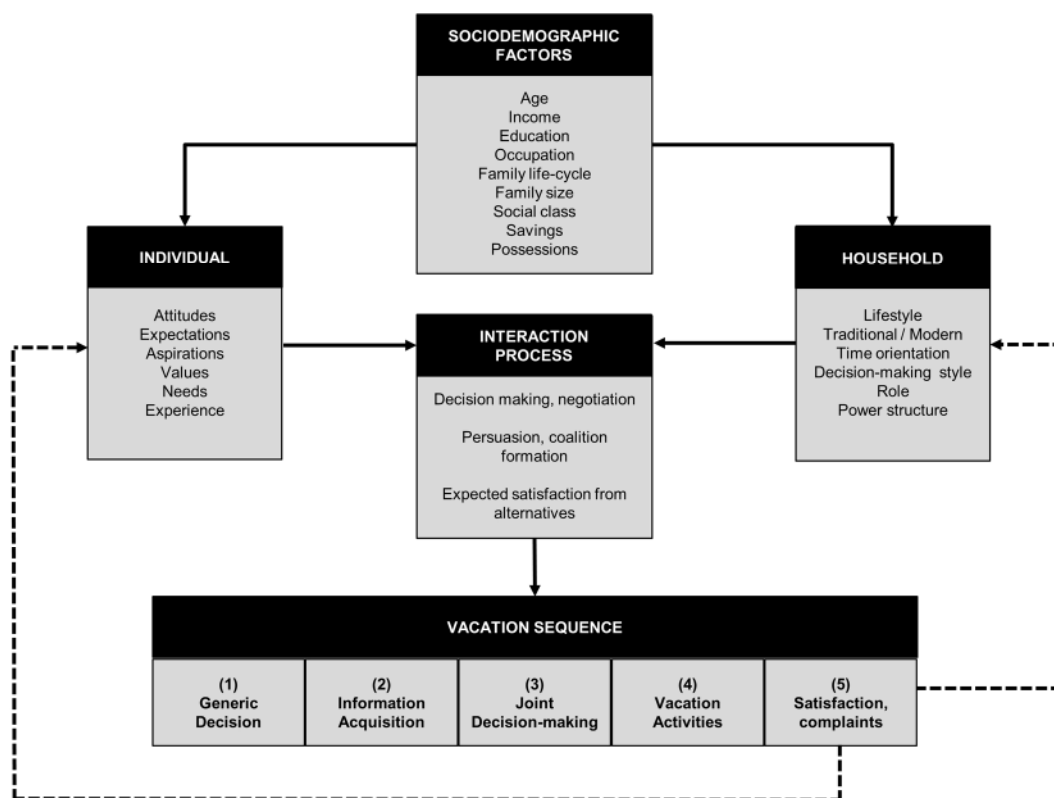 SOCIODEMOGRAPHIC
FACTORS
Age
Income
Education
Occupation
Family life-cycle
Family size
Social class
Savings
Possessions
INDIVIDUAL
Attitudes
Expectations
Aspirations
Values
Needs
Experience
INTERACTION
PROCESS
Decision making, negotiation
Persuasion, coalition
formation
Expected satisfaction from
alternatives
HOUSEHOLD
Lifestyle
Traditional / Modern
Time orientation
Decision-making style
Role
Power structure
VACATION SEQUENCE
(1)
Generic
Decision
(2)
Information
Acquisition
(3)
Joint
Decision-making
(4)
Vacation
Activities
(5)
Satisfaction,
complaints